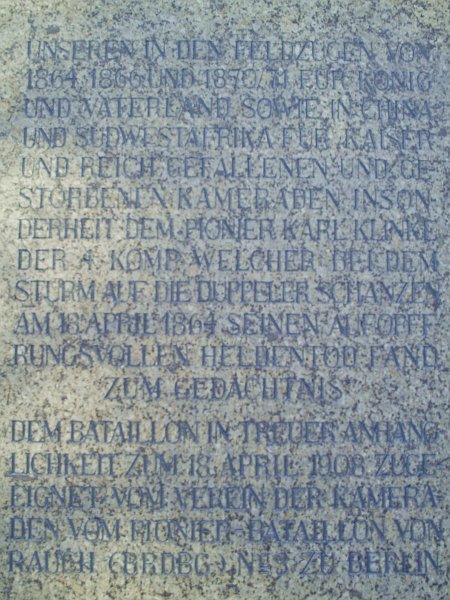 UNSEREN IN DEN FELDZÜGEN VON
1864, 1866 UND 1870/71 FÜR KÖNIG
UND VATERLAND SOWIE IN CHINA
UND SÜDWESTAFRIKA FÜR KAISER
UND REICH GEFALLENEN UND GE-
STORBENEN KAMERADEN INSON-
DERHEIT DEM PIONIER KARL KLINKE
DER 4. KOMP. WELCHER BEI DEM
STURM AUF DIE DÜPPELER SCHANZEN
AM 18. APRIL 1864 SEINEN AUFOPFE-
RUNGSVOLLEN HELDENTOD FAND
ZUM GEDÄCHTNIS
DEM BATAILLON IN TREUER ANHÄNG-
LICHKEIT ZUM 18. APRIL 1908 ZUGE-
EIGNET VOM VEREIN DER KAMERA-
DEN VOM PIONIER-BATAILLON VON
RAUCH (BRDBG.) No 3 ZU BERLIN